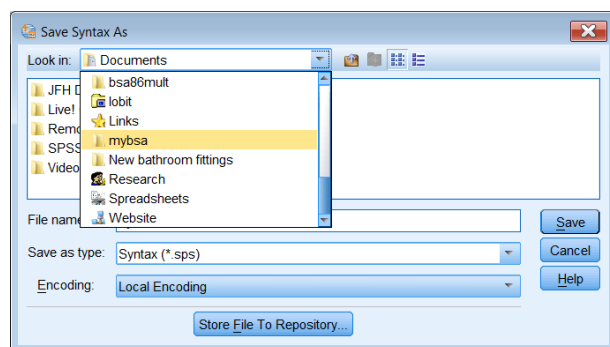 Save Syntax As
Look in: Documents
JFH
bsa86mult
Live!
lobit
Links
SPSS
mybsa
Video
New bathroom fittings
Research
Spreadsheets
Website
File name
Save
Save as type: Syntax (*.sps)
Cancel
Encoding: Local Encoding
Help
Store File To Repository...